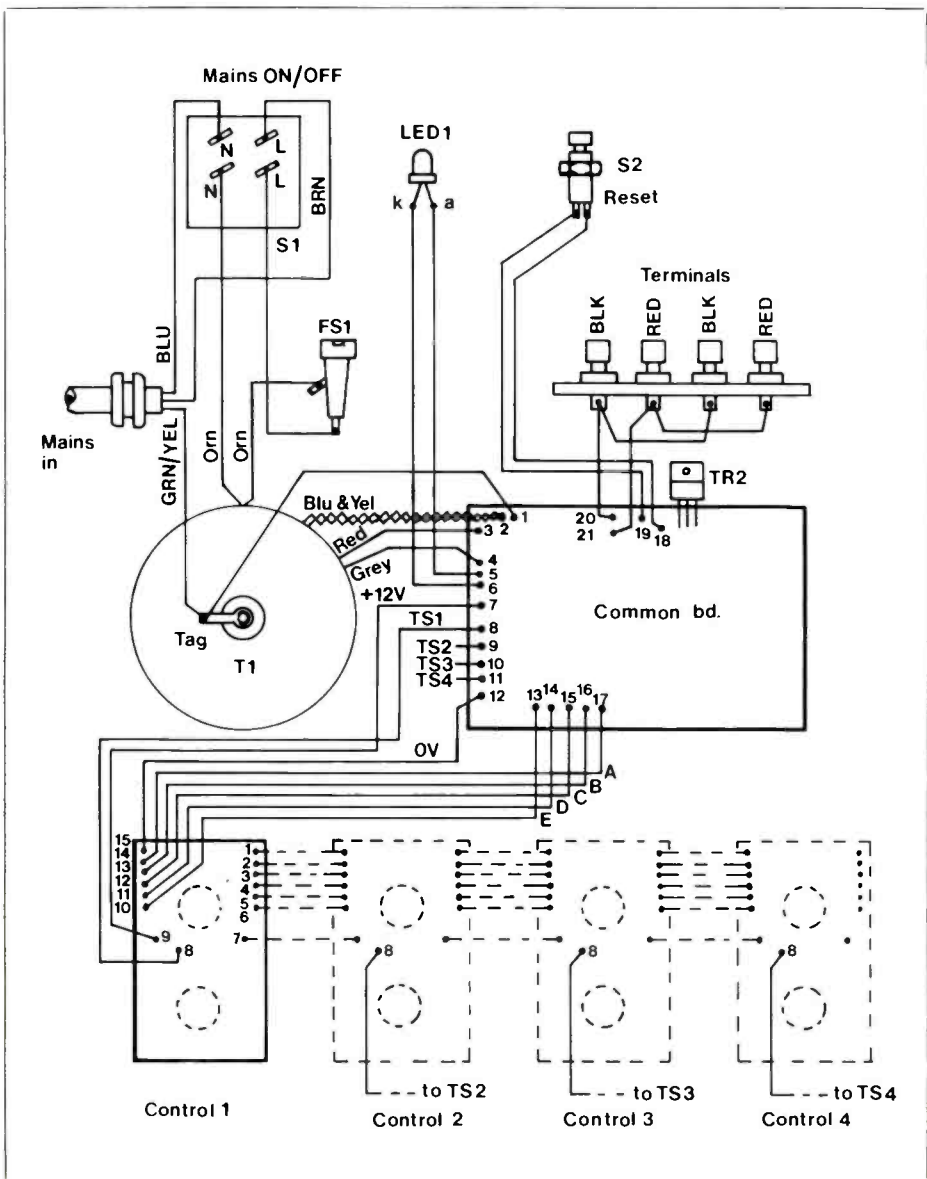 Mains ON/OFF
N
L
N
L
BRN
S1
LED1
k
a
S2
Reset
Terminals
BLK
RED
BLK
RED
FS1
BLU
Mains
in
GRN/YEL
Orn
Orn
TR2
Blu & Yel
Red
Grey
+12V
TS1
TS2
TS3
TS4
OV
Tag
T1
1
2
3
4
5
6
7
8
9
10
11
12
13
14
15
16
17
18
19
20
21
Common bd.
A
B
C
D
E
15
14
13
12
11
10
9
8
1
2
3
4
5
6
7
8
8
8
to TS2
to TS3
to TS4
Control 1
Control 2
Control 3
Control 4